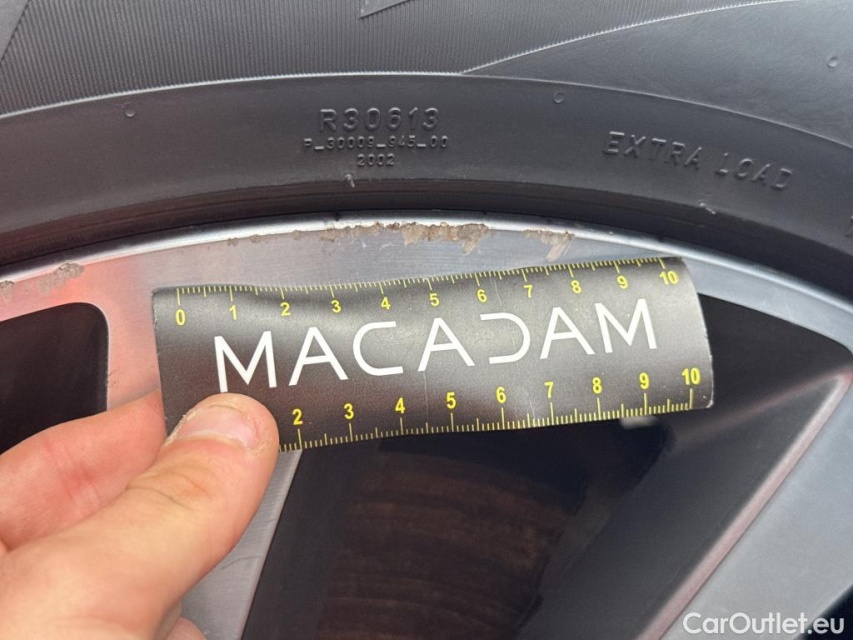 R30613
P_30009_945_00
2002
EXTRA LOAD
0 1 2 3 4 5 6 7 8 9 10
MACADAM
2 3 4 5 6 7 8 9 10
CarOutlet.eu